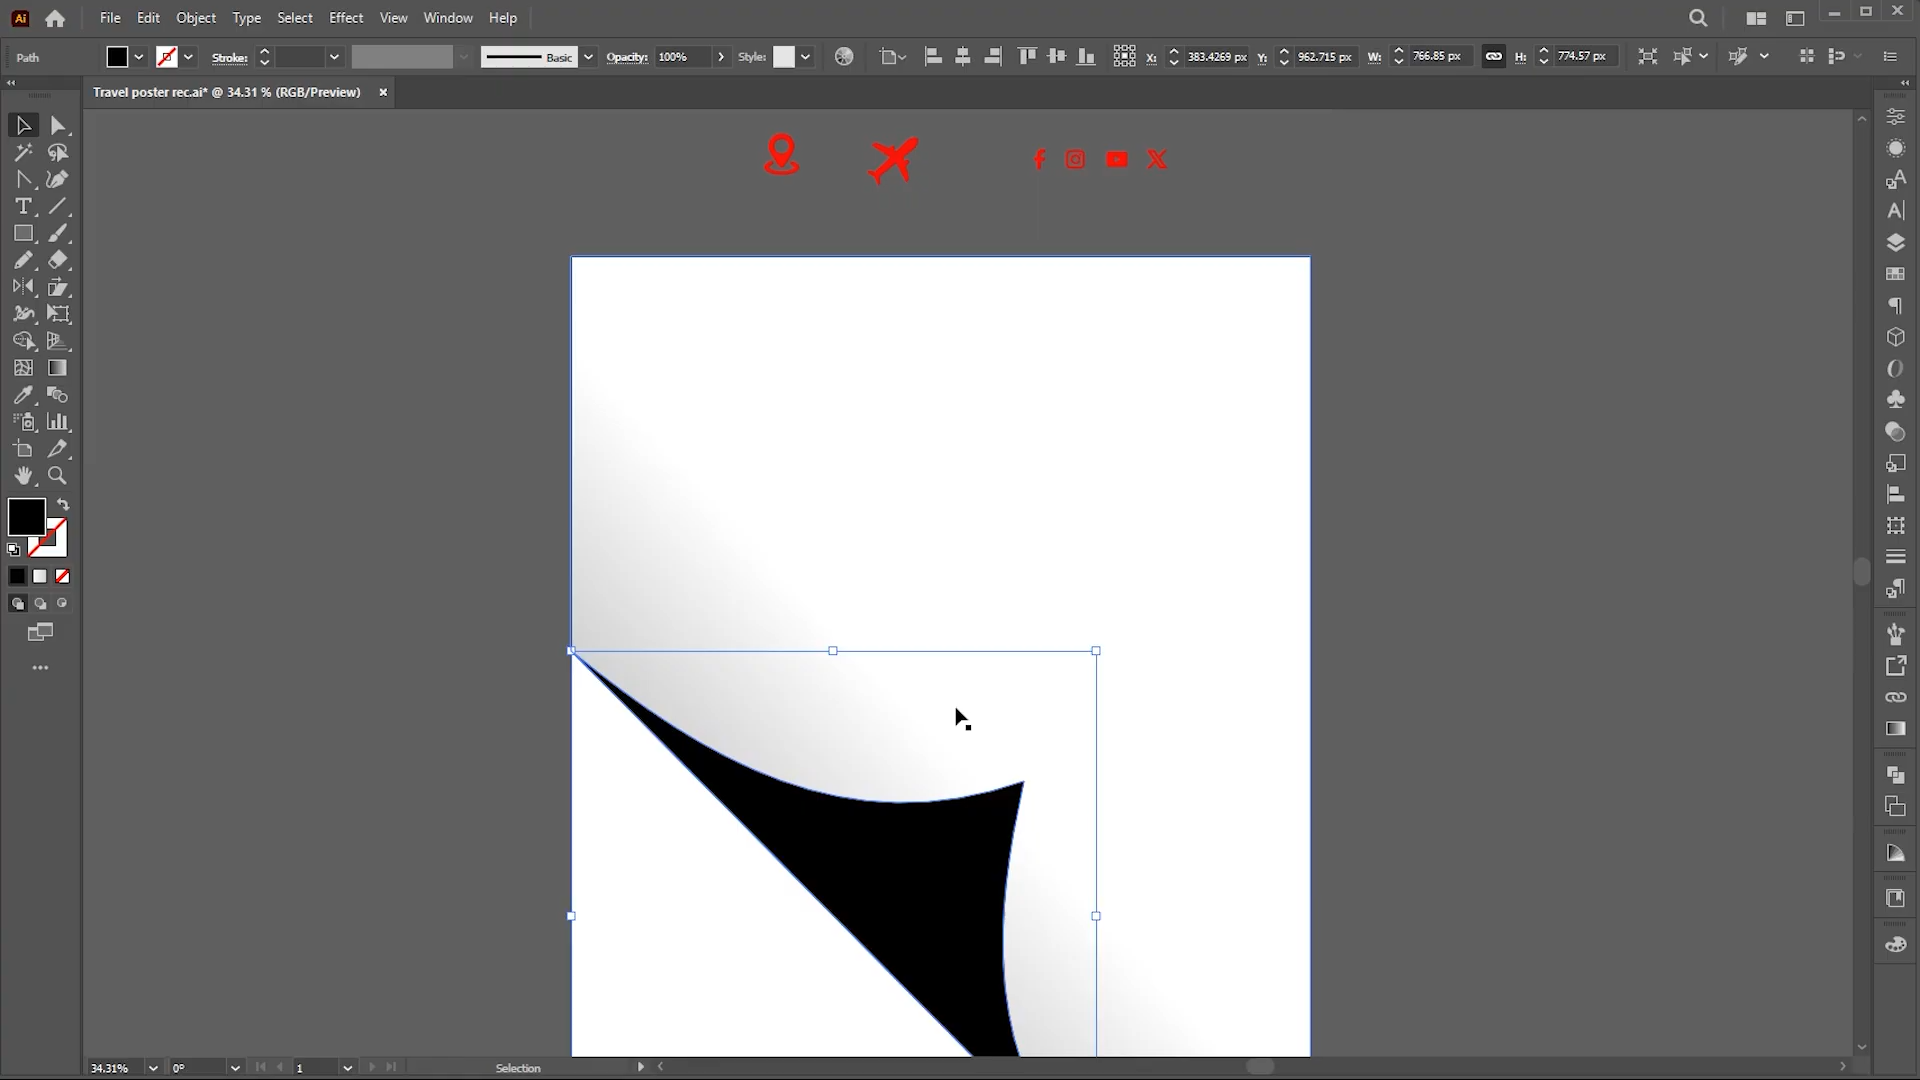 Ai File Edit Object Type Select Effect View Window Help
Path Stroke: Basic Opacity: 100% Style: X: 383.4269 px Y: 962.715 px W: 766.85 px H: 774.57 px
Travel poster rec.ai* @ 34.31 % (RGB/Preview) ×
34.31% 0° 1 Selection